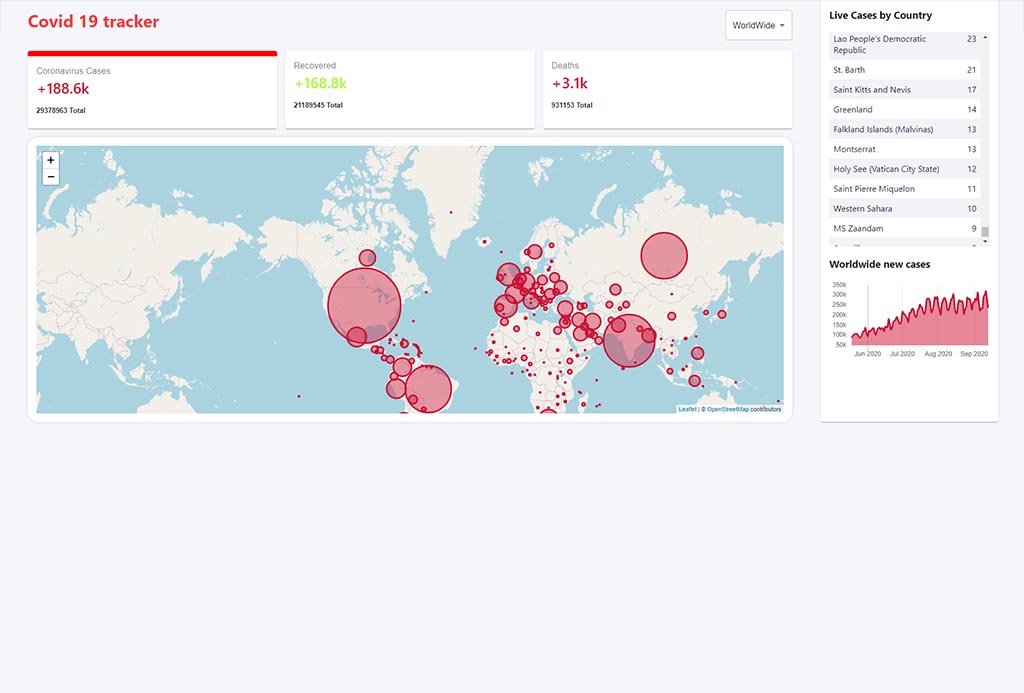 Covid 19 tracker
WorldWide
Coronavirus Cases
+188.6k
29378963 Total
Recovered
+168.8k
21189545 Total
Deaths
+3.1k
931153 Total
+
−
Leaflet | © OpenStreetMap contributors
Live Cases by Country
Lao People's Democratic 23
Republic
St. Barth 21
Saint Kitts and Nevis 17
Greenland 14
Falkland Islands (Malvinas) 13
Montserrat 13
Holy See (Vatican City State) 12
Saint Pierre Miquelon 11
Western Sahara 10
MS Zaandam 9
Worldwide new cases
350k
300k
250k
200k
150k
100k
50k
Jun 2020 Jul 2020 Aug 2020 Sep 2020